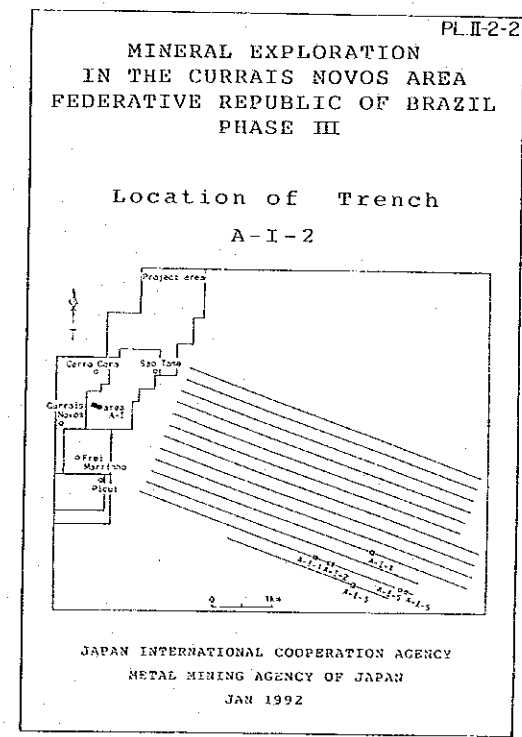 PL.II-2-2
MINERAL EXPLORATION
IN THE CURRAIS NOVOS AREA
FEDERATIVE REPUBLIC OF BRAZIL
PHASE III
Location of Trench
A-I-2
Project area
Cerro Cora
Sao Tome
Currais
Novos
area
A-I
Frei
Martinho
Picui
A-I-1
A-I-2
A-I-3
A-I-5
0 1km
JAPAN INTERNATIONAL COOPERATION AGENCY
METAL MINING AGENCY OF JAPAN
JAN 1992